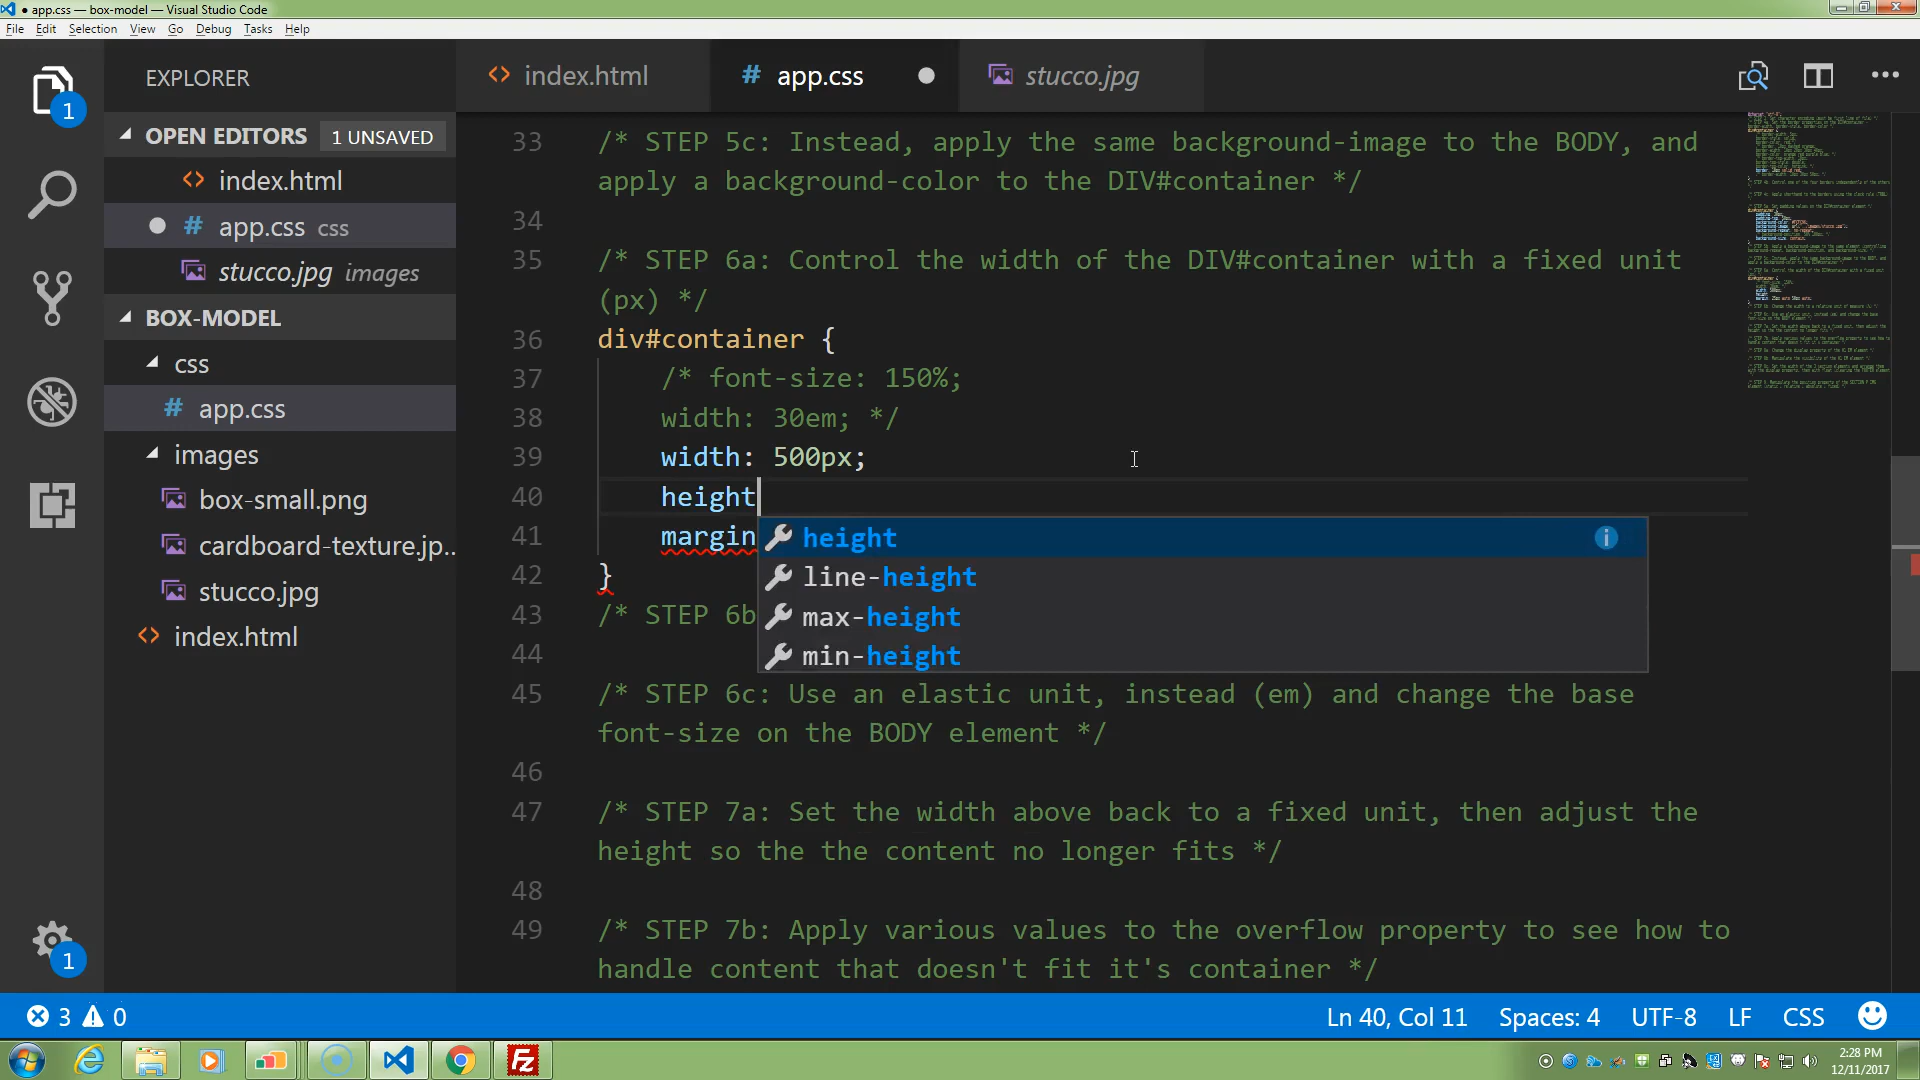 ● app.css — box-model — Visual Studio Code
File Edit Selection View Go Debug Tasks Help
EXPLORER
index.html
# app.css
stucco.jpg
OPEN EDITORS 1 UNSAVED
index.html
# app.css css
stucco.jpg images
BOX-MODEL
css
# app.css
images
box-small.png
cardboard-texture.jp...
stucco.jpg
index.html
1
1
33 /* STEP 5c: Instead, apply the same background-image to the BODY, and
apply a background-color to the DIV#container */
34
35 /* STEP 6a: Control the width of the DIV#container with a fixed unit
(px) */
36 div#container {
37 /* font-size: 150%;
38 width: 30em; */
39 width: 500px;
40 height
41 margin
42 }
43 /* STEP 6b
44
45 /* STEP 6c: Use an elastic unit, instead (em) and change the base
font-size on the BODY element */
46
47 /* STEP 7a: Set the width above back to a fixed unit, then adjust the
height so the the content no longer fits */
48
49 /* STEP 7b: Apply various values to the overflow property to see how to
handle content that doesn't fit it's container */
height
line-height
max-height
min-height
3 0
Ln 40, Col 11 Spaces: 4 UTF-8 LF CSS
2:28 PM
12/11/2017